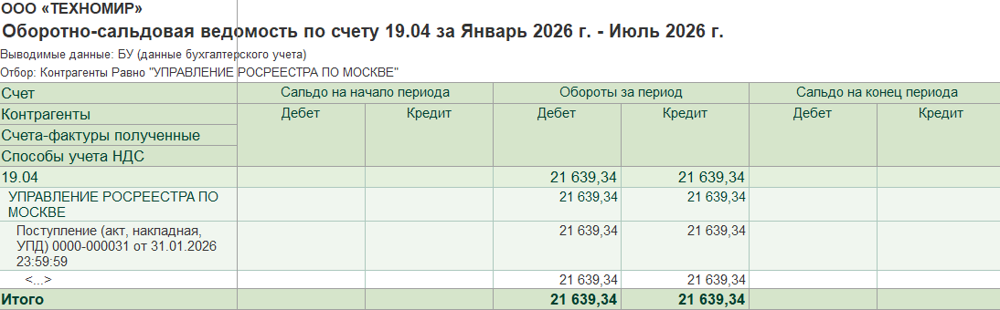 ООО «ТЕХНОМИР»
Оборотно-сальдовая ведомость по счету 19.04 за Январь 2026 г. - Июль 2026 г.
Выводимые данные: БУ (данные бухгалтерского учета)
Отбор: Контрагенты Равно "УПРАВЛЕНИЕ РОСРЕЕСТРА ПО МОСКВЕ"
Счет Сальдо на начало периода Обороты за период Сальдо на конец периода
Контрагенты Дебет Кредит Дебет Кредит Дебет Кредит
Счета-фактуры полученные
Способы учета НДС
19.04 21 639,34 21 639,34
УПРАВЛЕНИЕ РОСРЕЕСТРА ПО 21 639,34 21 639,34
МОСКВЕ
Поступление (акт, накладная, 21 639,34 21 639,34
УПД) 0000-000031 от 31.01.2026
23:59:59
<...> 21 639,34 21 639,34
Итого 21 639,34 21 639,34